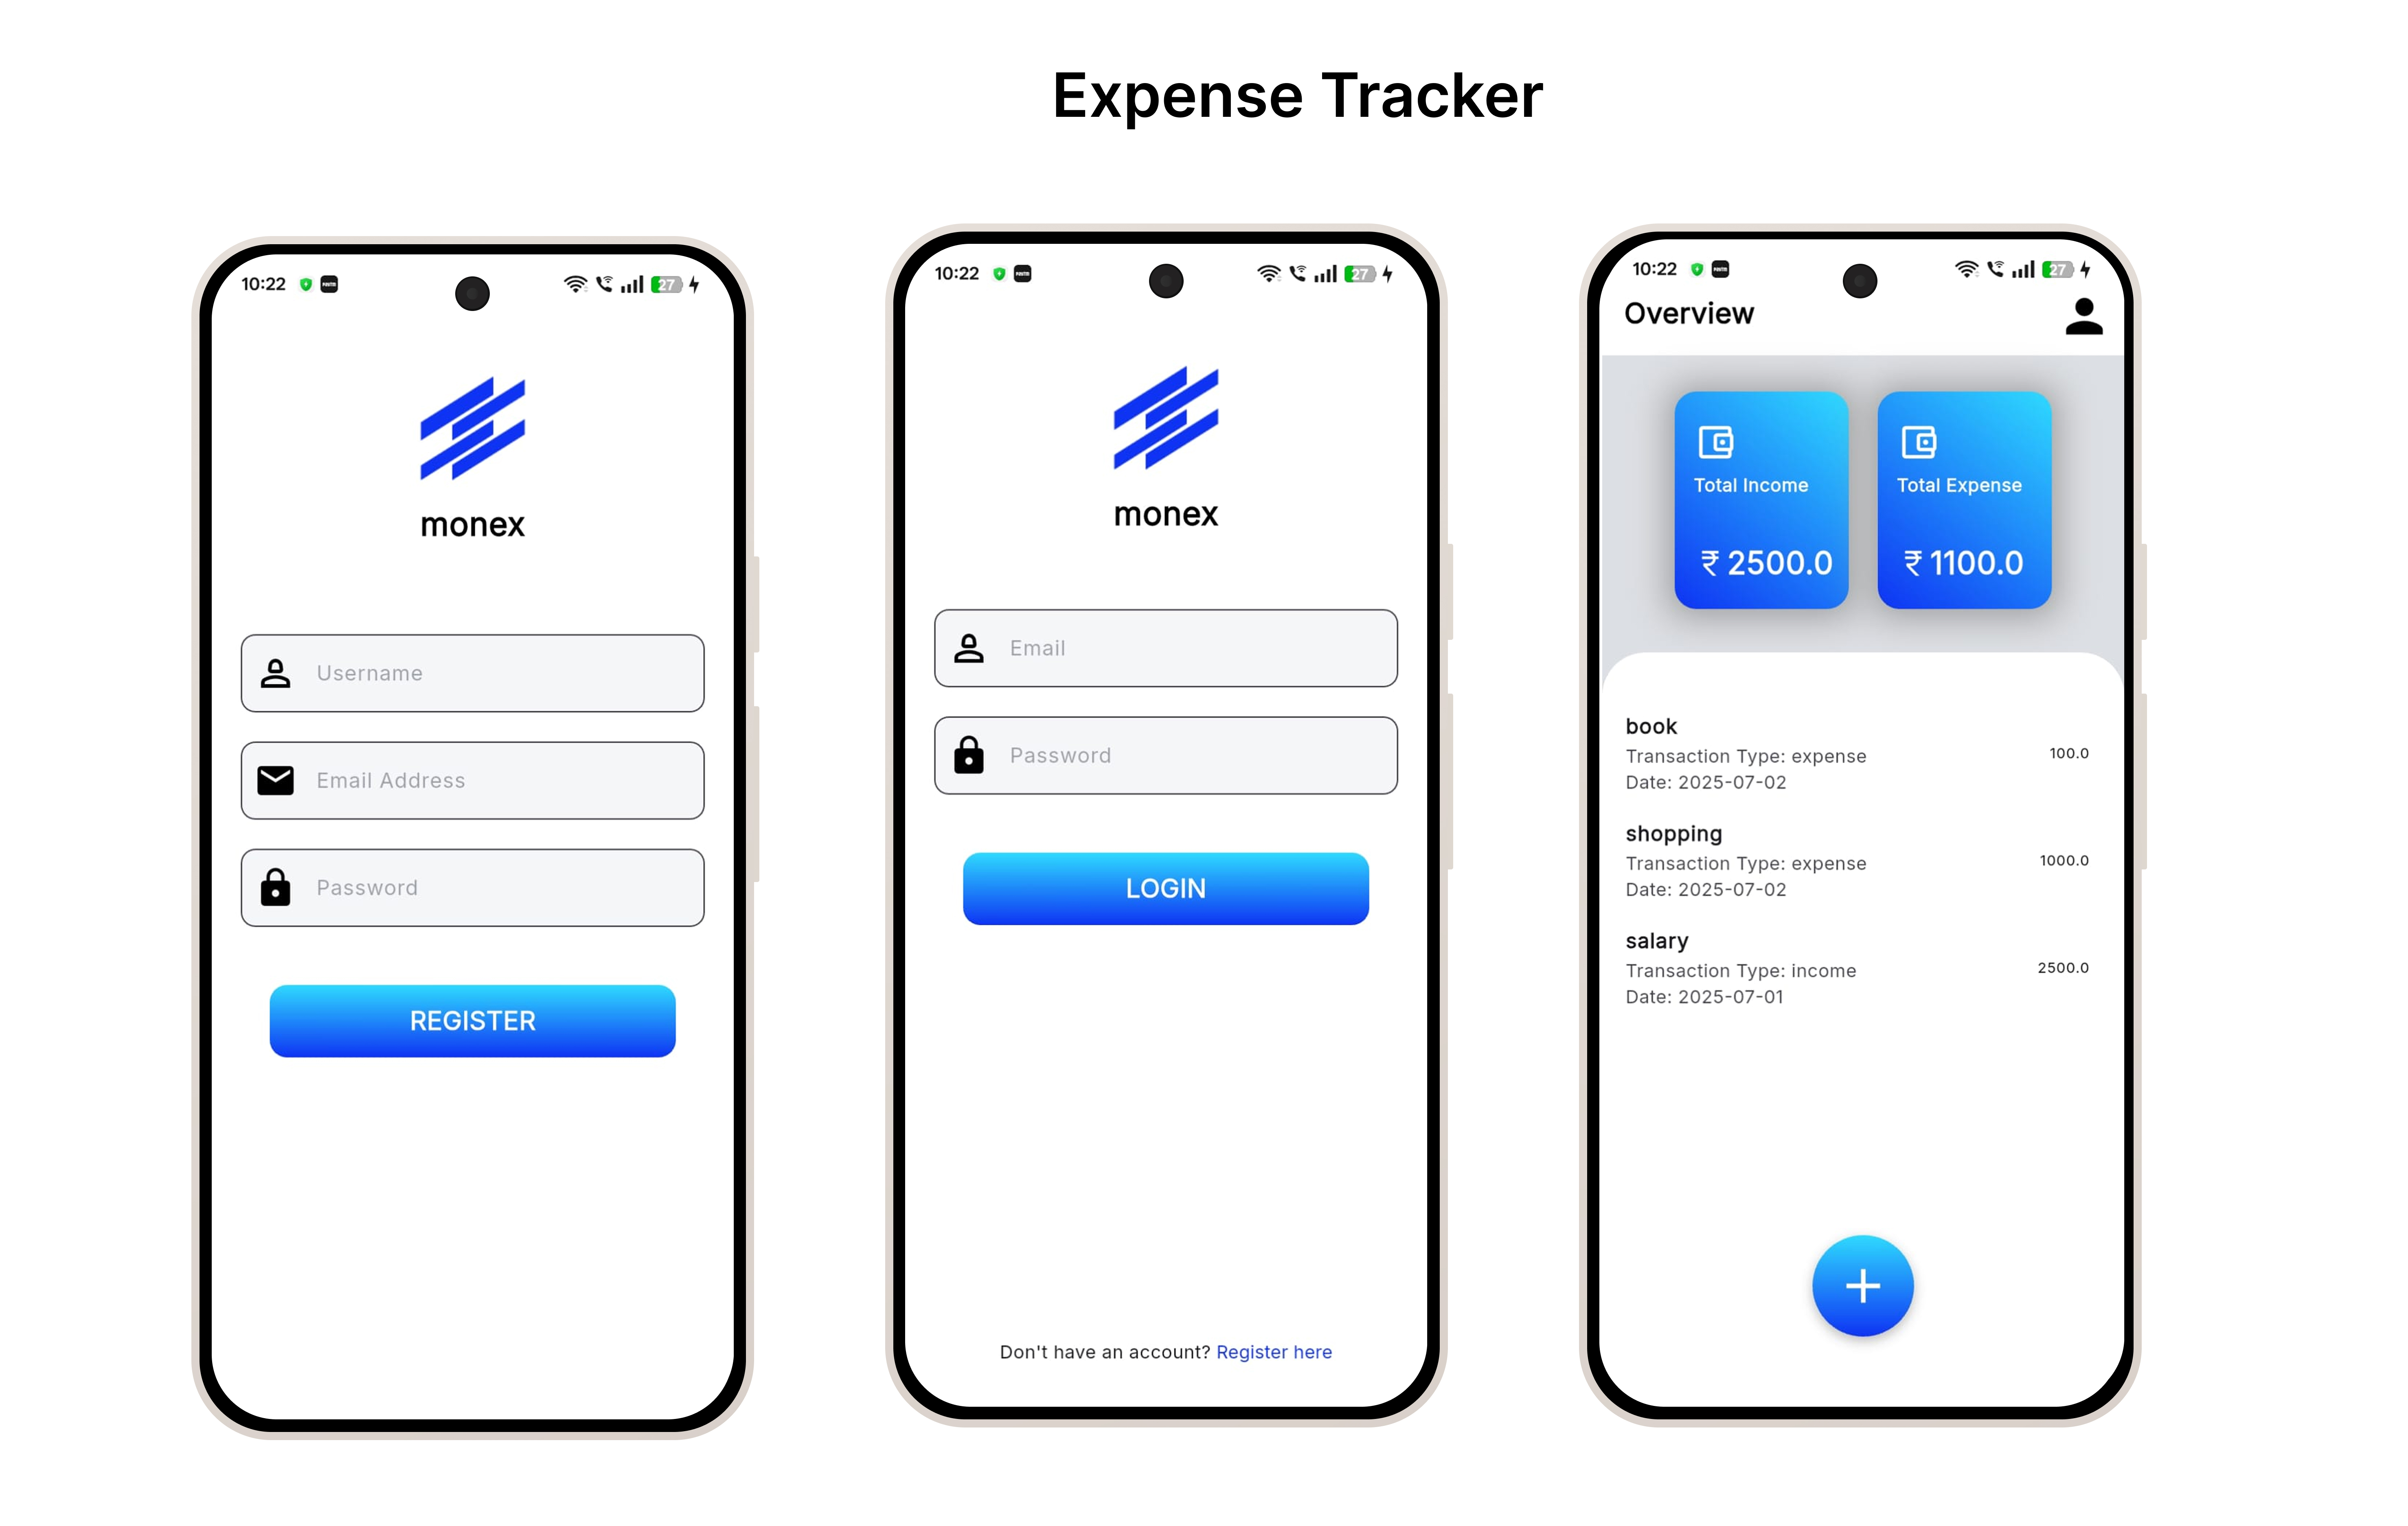 Expense Tracker
10:22
27
monex
Username
Email Address
Password
REGISTER
10:22
27
monex
Email
Password
LOGIN
Don't have an account? Register here
10:22
27
Overview
Total Income
₹ 2500.0
Total Expense
₹ 1100.0
book
Transaction Type: expense
100.0
Date: 2025-07-02
shopping
Transaction Type: expense
1000.0
Date: 2025-07-02
salary
Transaction Type: income
2500.0
Date: 2025-07-01